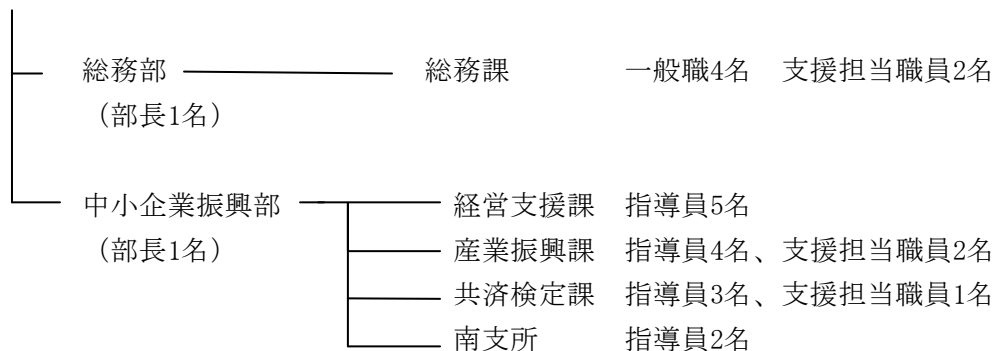 総務部 総務課 一般職4名 支援担当職員2名
（部長1名）
中小企業振興部 経営支援課 指導員5名
（部長1名） 産業振興課 指導員4名、支援担当職員2名
共済検定課 指導員3名、支援担当職員1名
南支所 指導員2名